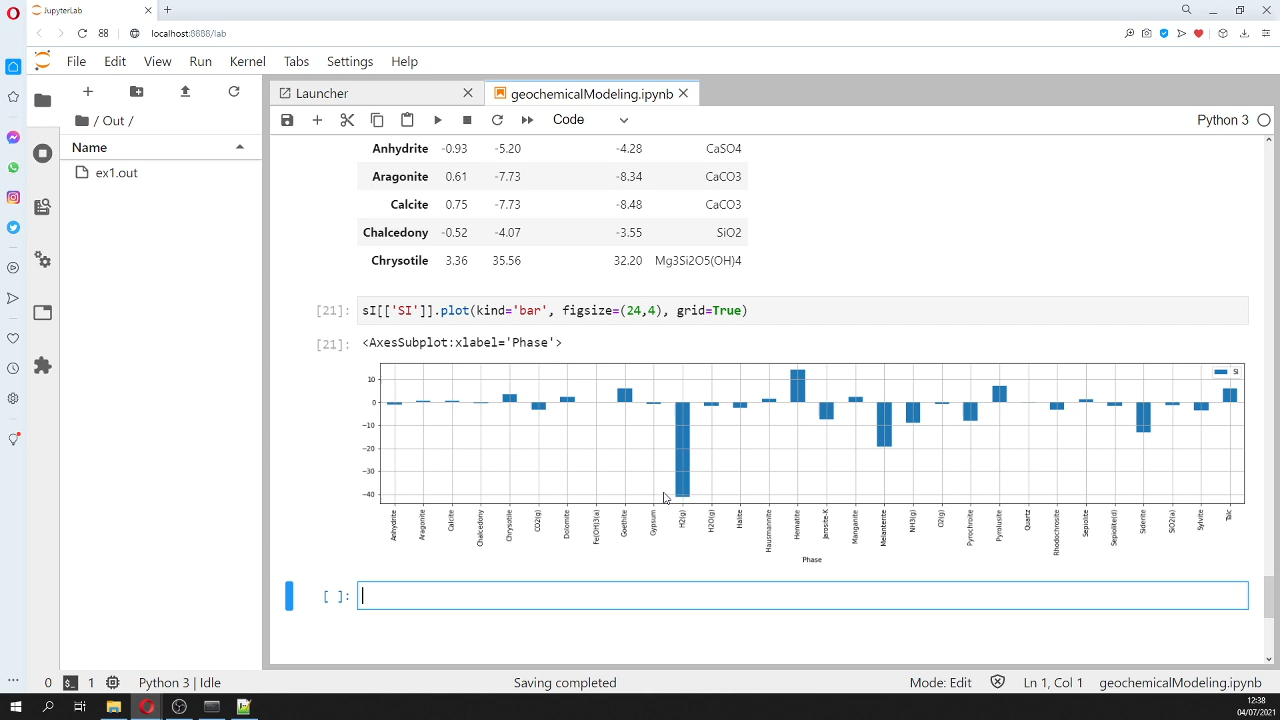 JupyterLab
localhost:8888/lab
File Edit View Run Kernel Tabs Settings Help
Launcher
geochemicalModeling.ipynb
/ Out /
Code
Python 3
Name
ex1.out
Anhydrite -0.93 -5.20 -4.28 CaSO4
Aragonite 0.61 -7.73 -8.34 CaCO3
Calcite 0.75 -7.73 -8.48 CaCO3
Chalcedony -0.52 -4.07 -3.55 SiO2
Chrysotile 3.36 35.56 32.20 Mg3Si2O5(OH)4
[21]: sI[['SI']].plot(kind='bar', figsize=(24,4), grid=True)
[21]: <AxesSubplot:xlabel='Phase'>
SI
10
0
-10
-20
-30
-40
Anhydrite Aragonite Calcite Chalcedony Chrysotile CO2(g) Dolomite Fe(OH)3(a) Goethite Gypsum H2(g) H2O(g) Halite Hausmannite Hematite Jarosite-K Manganite Melanterite NH3(g) O2(g) Pyrochroite Pyrolusite Quartz Rhodochrosite Sepiolite Sepiolite(d) Siderite SiO2(a) Sylvite Talc
Phase
[ ]:
0 1 Python 3 | Idle Saving completed Mode: Edit Ln 1, Col 1 geochemicalModeling.ipynb
12:38
04/07/2021